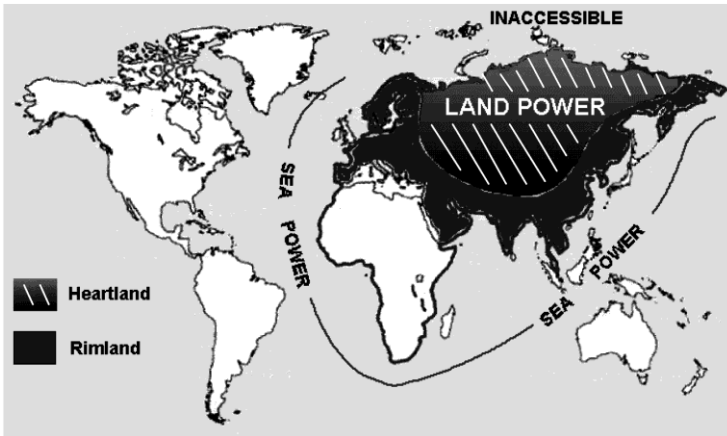 INACCESSIBLE
LAND POWER
SEA POWER
SEA POWER
Heartland
Rimland